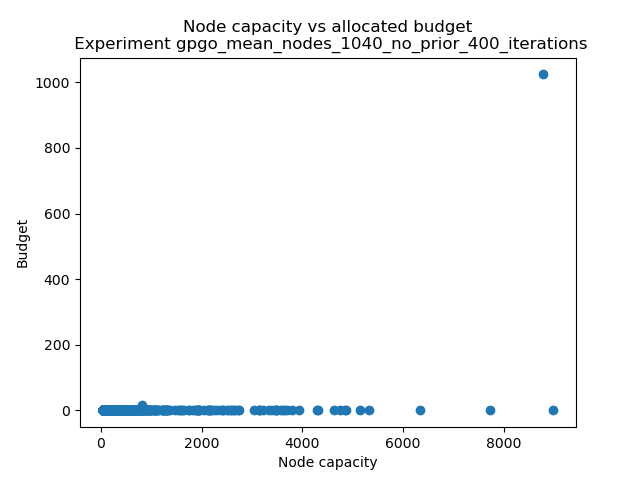 Node capacity vs allocated budget
Experiment gpgo_mean_nodes_1040_no_prior_400_iterations
1000
800
600
400
200
0
Budget
0 2000 4000 6000 8000
Node capacity